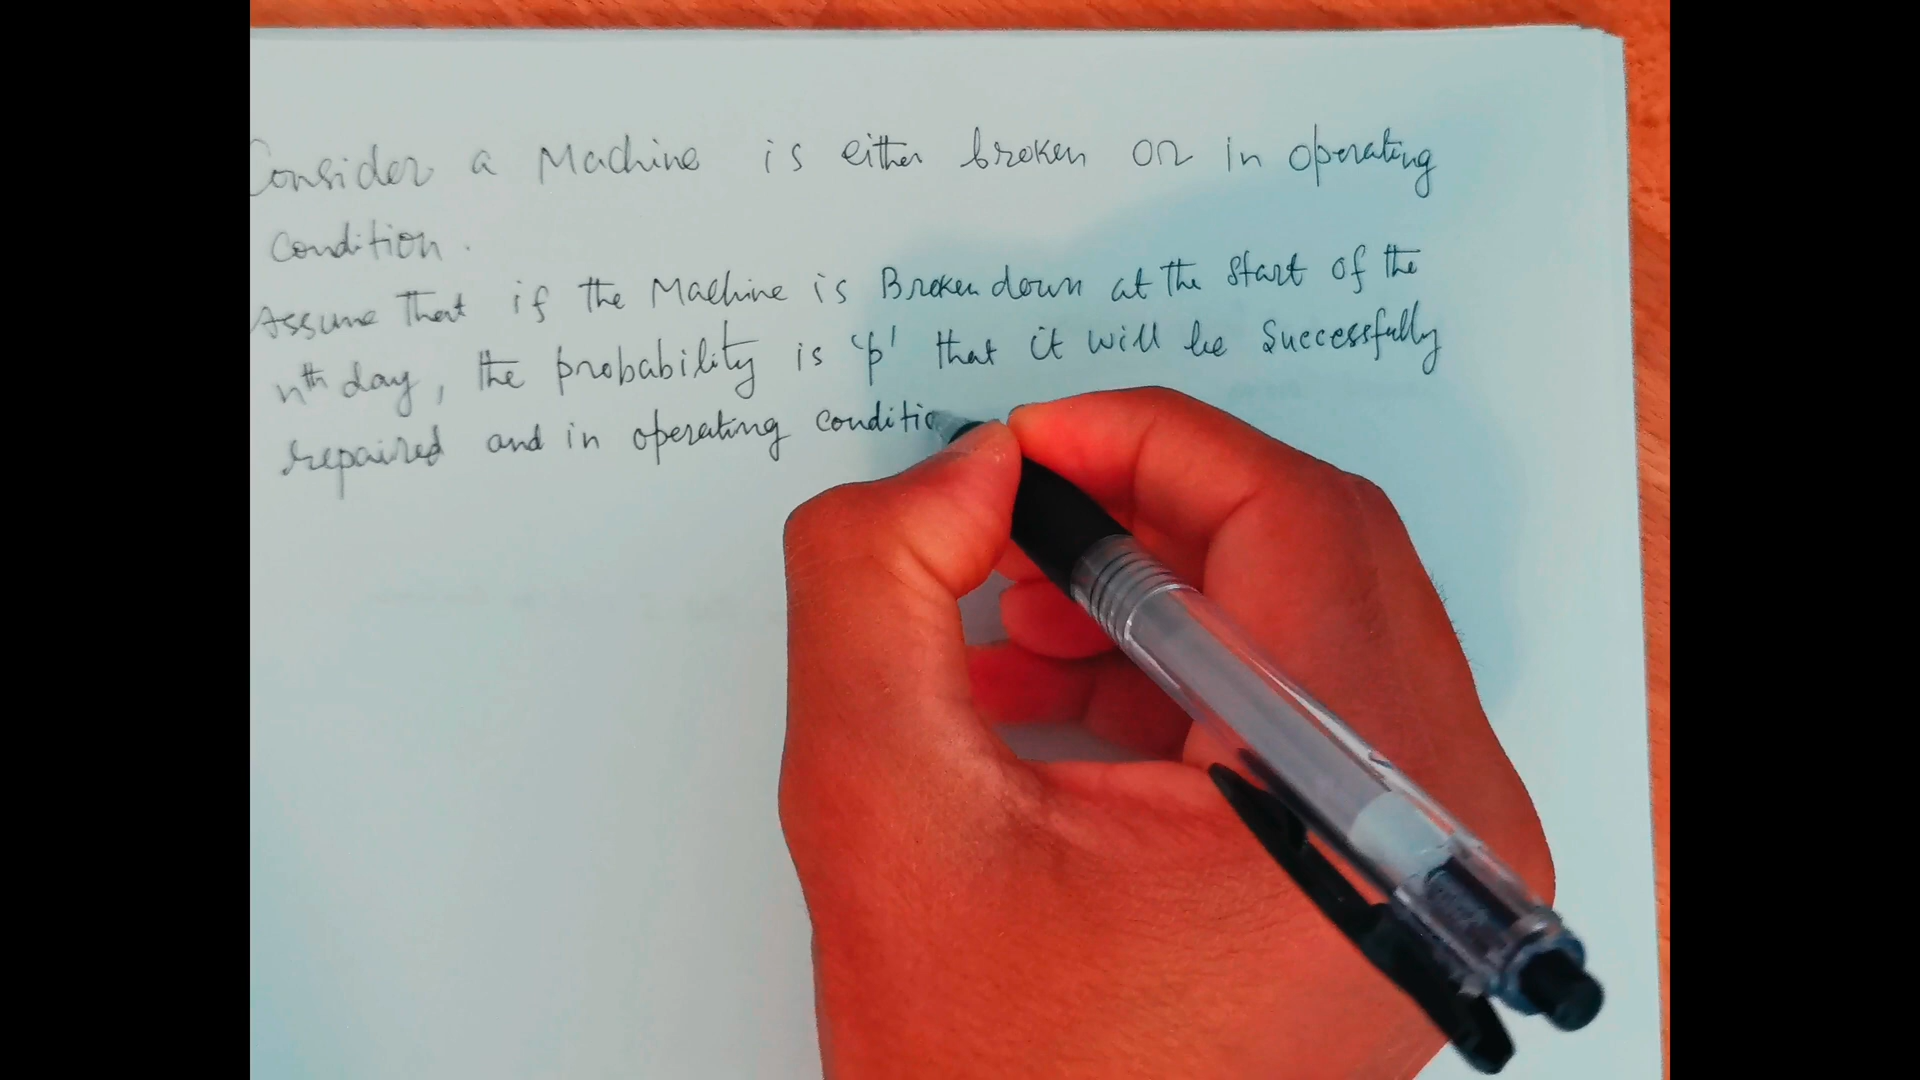 Consider a Machine is either broken or in operating
condition.
Assume that if the Machine is Broken down at the start of the
nth day, the probability is 'p' that it will be Successfully
repaired and in operating conditio